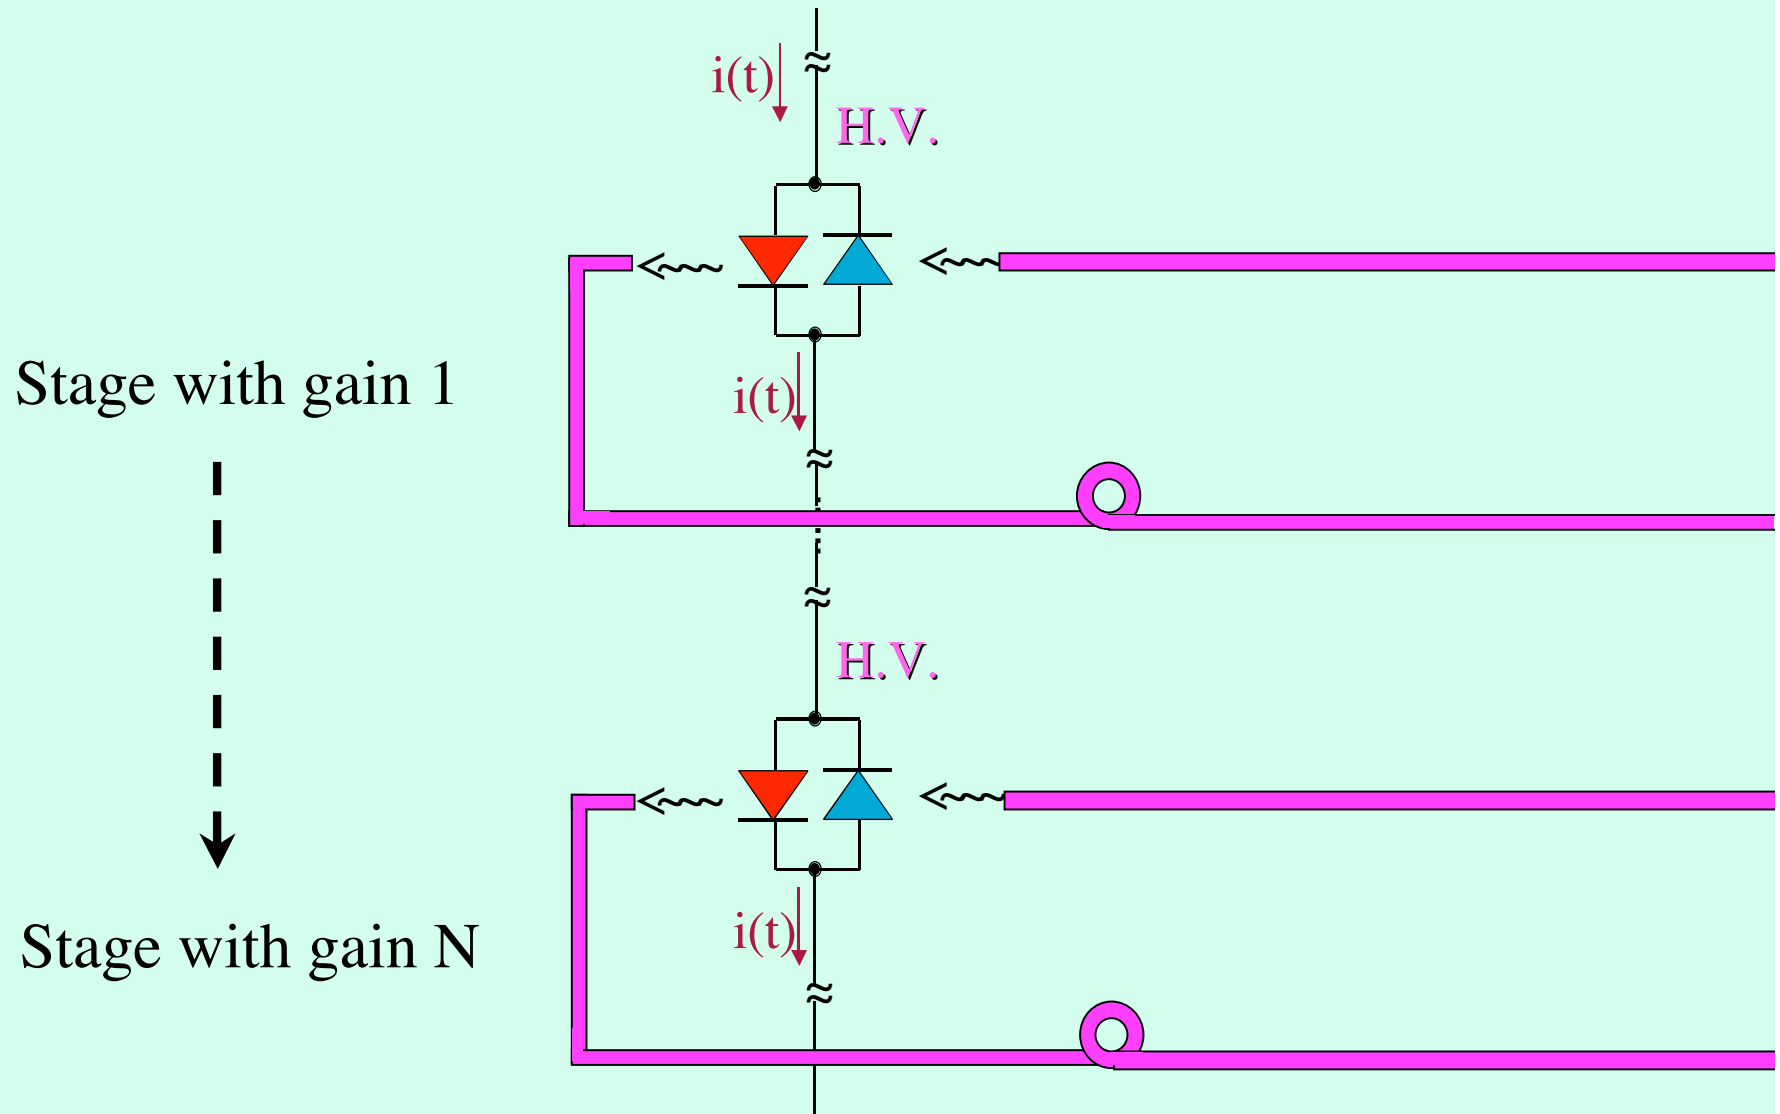 i(t)
H.V.
Stage with gain 1
i(t)
H.V.
Stage with gain N
i(t)